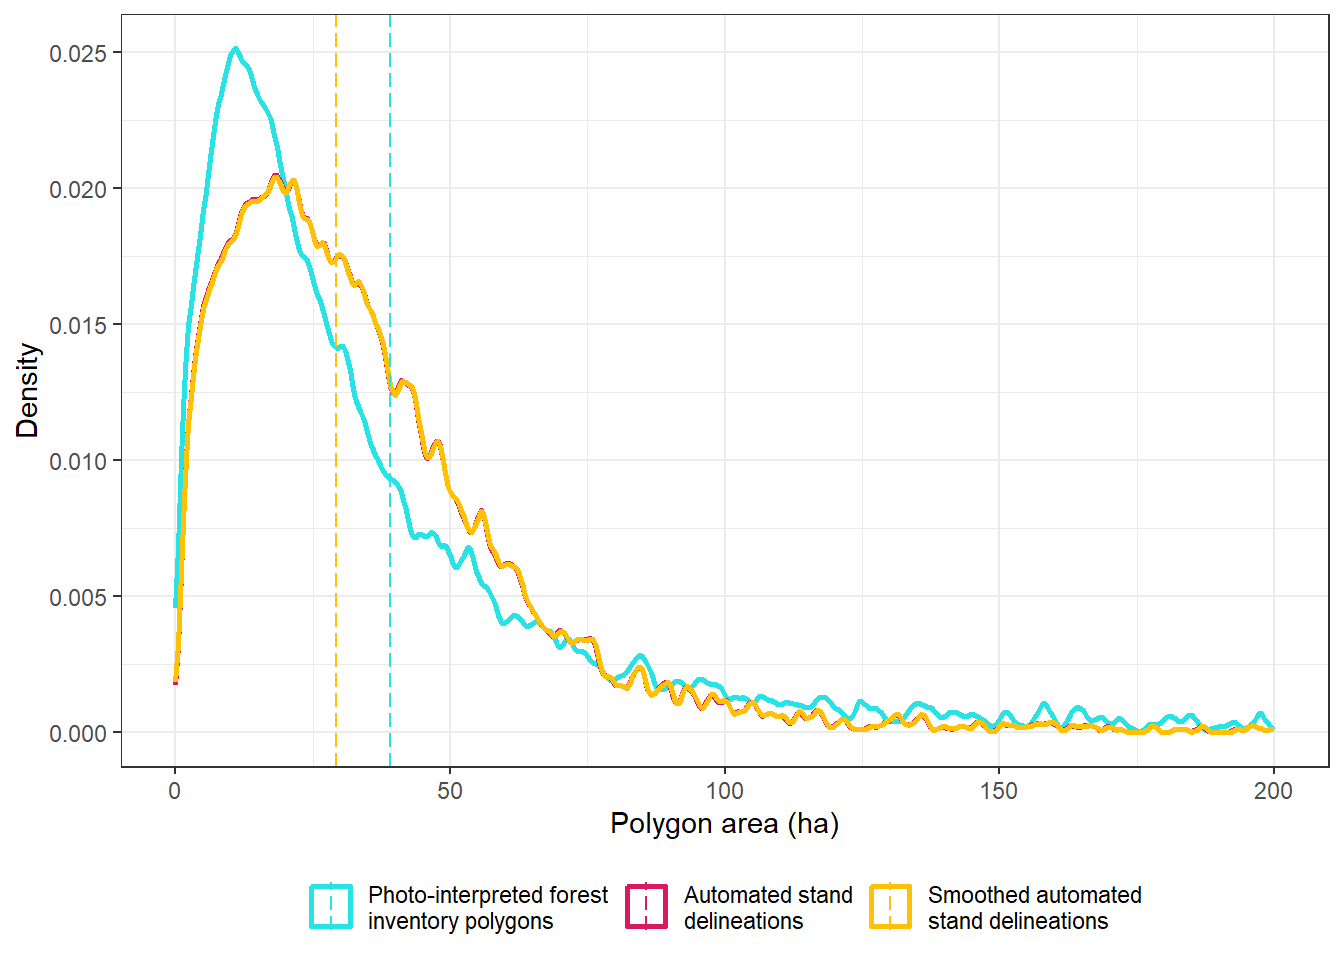 0.025
0.020
0.015
0.010
0.005
0.000
Density
0 50 100 150 200
Polygon area (ha)
Photo-interpreted forest
inventory polygons
Automated stand
delineations
Smoothed automated
stand delineations